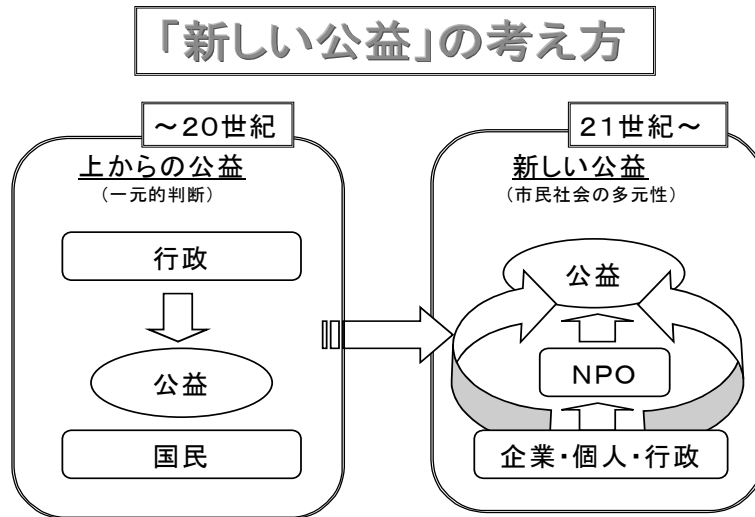 「新しい公益」の考え方
～20世紀
上からの公益
（一元的判断）
行政
公益
国民
21世紀～
新しい公益
（市民社会の多元性）
公益
NPO
企業・個人・行政